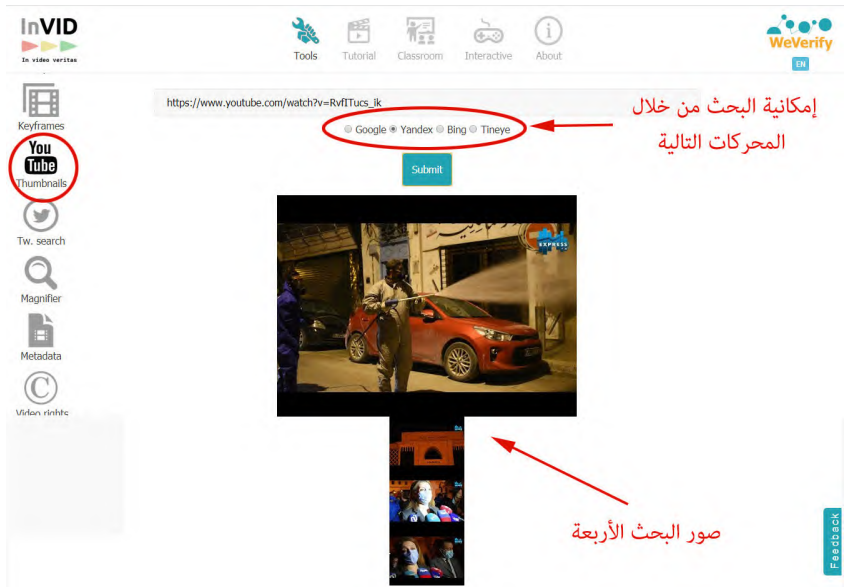 InVID
In video veritas
Tools
Tutorial
Classroom
Interactive
About
WeVerify
EN
Keyframes
You
Tube
Thumbnails
Tw. search
Magnifier
Metadata
Video rights
https://www.youtube.com/watch?v=RvfITucs_ik
Google Yandex Bing Tineye
Submit
إمكانية البحث من خلال
المحركات التالية
EXPRESS
صور البحث الأربعة
Feedback